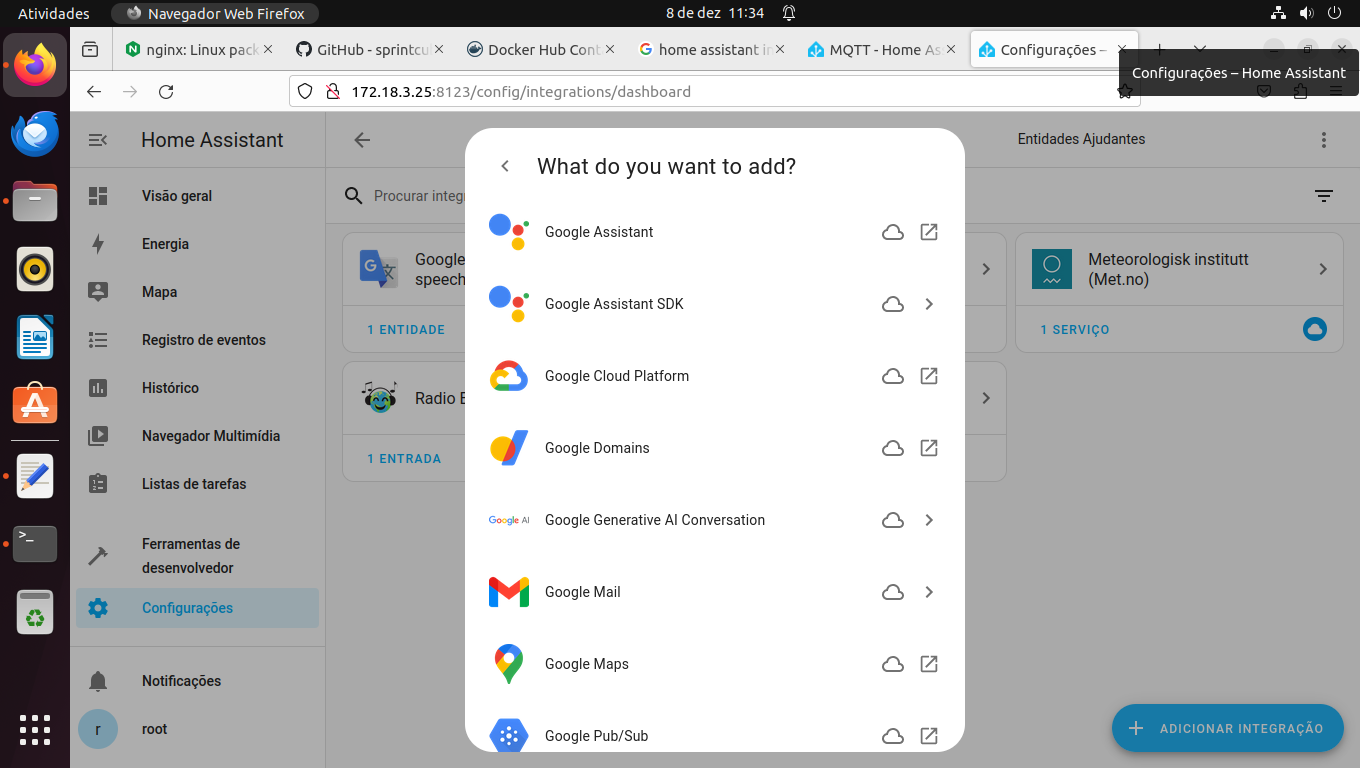 Atividades
Navegador Web Firefox
8 de dez 11:34
nginx: Linux pack
GitHub - sprintcu
Docker Hub Cont
home assistant in
MQTT - Home As
Configurações –
Configurações – Home Assistant
172.18.3.25:8123/config/integrations/dashboard
Home Assistant
Entidades Ajudantes
Visão geral
Energia
Mapa
Registro de eventos
Histórico
Navegador Multimídia
Listas de tarefas
Ferramentas de
desenvolvedor
Configurações
Notificações
r
root
Procurar integ
Google
speech
1 ENTIDADE
Meteorologisk institutt
(Met.no)
1 SERVIÇO
Radio B
1 ENTRADA
What do you want to add?
Google Assistant
Google Assistant SDK
Google Cloud Platform
Google Domains
Google AI
Google Generative AI Conversation
Google Mail
Google Maps
Google Pub/Sub
ADICIONAR INTEGRAÇÃO